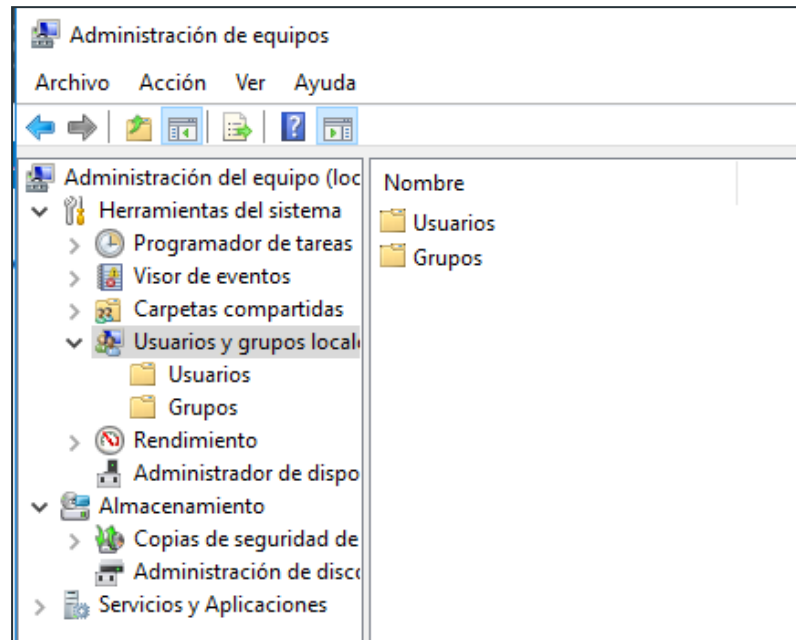 Administración de equipos
Archivo Acción Ver Ayuda
Administración del equipo (loc
Herramientas del sistema
Programador de tareas
Visor de eventos
Carpetas compartidas
Usuarios y grupos local
Usuarios
Grupos
Rendimiento
Administrador de dispo
Almacenamiento
Copias de seguridad de
Administración de disc
Servicios y Aplicaciones
Nombre
Usuarios
Grupos